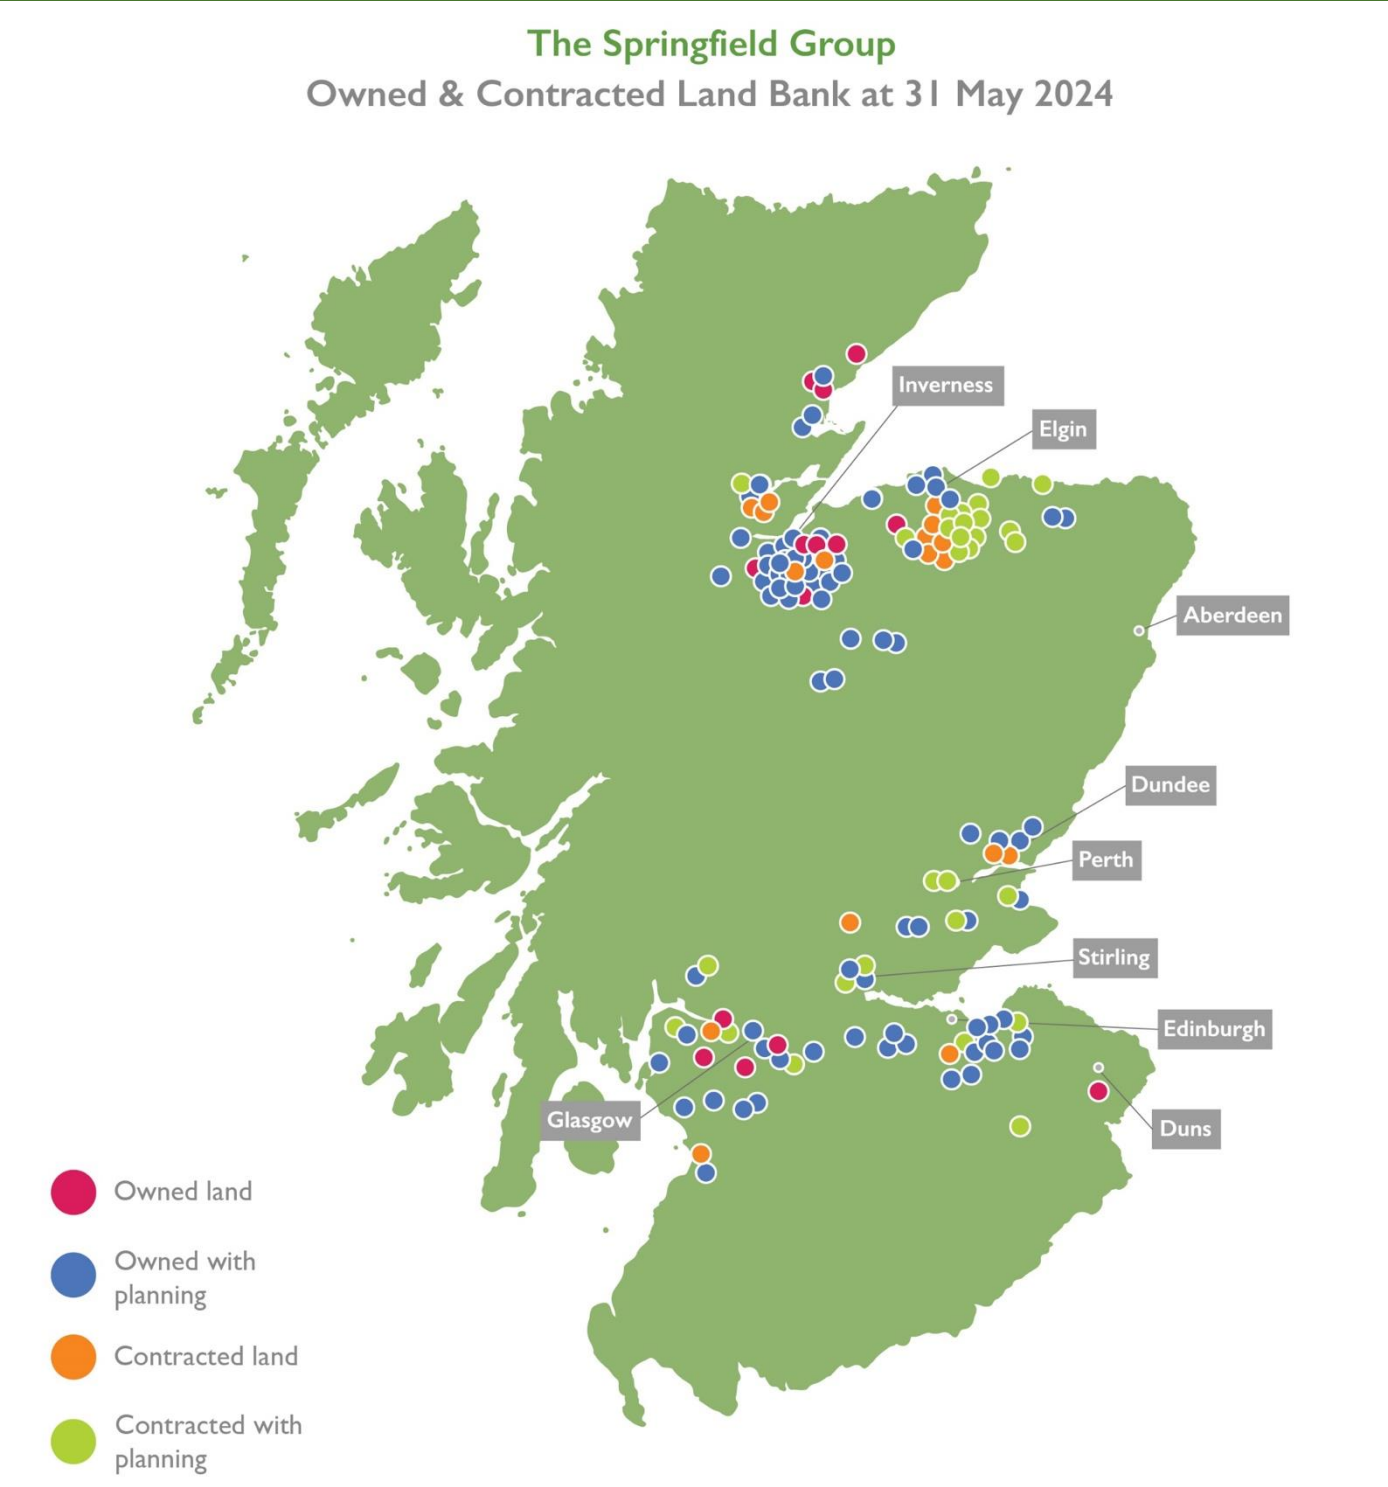 The Springfield Group
Owned & Contracted Land Bank at 31 May 2024
Inverness
Elgin
Aberdeen
Dundee
Perth
Stirling
Edinburgh
Glasgow
Duns
Owned land
Owned with
planning
Contracted land
Contracted with
planning